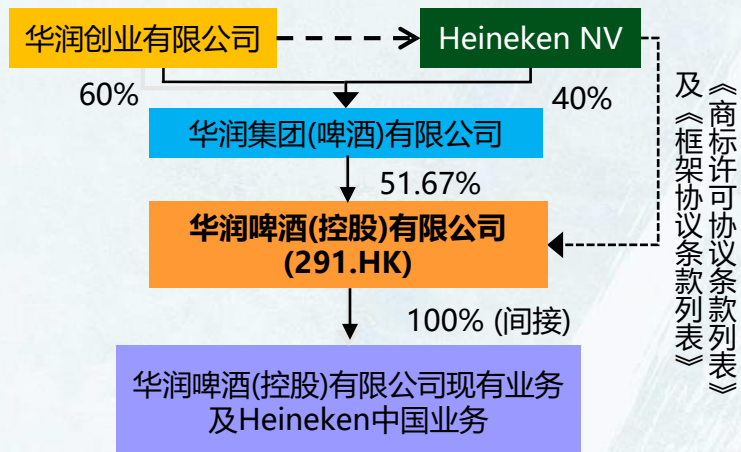 华润创业有限公司
Heineken NV
60%
40%
华润集团(啤酒)有限公司
51.67%
华润啤酒(控股)有限公司
(291.HK)
100% (间接)
华润啤酒(控股)有限公司现有业务
及Heineken中国业务
《商标许可协议条款列表》
及《框架协议条款列表》